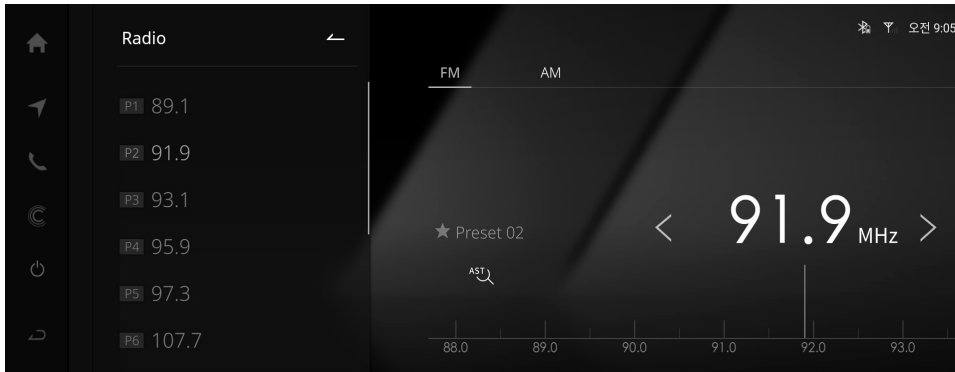 Radio
오전 9:05
FM AM
P1 89.1
P2 91.9
P3 93.1
P4 95.9
P5 97.3
P6 107.7
★ Preset 02
< 91.9 MHz >
AST
88.0 89.0 90.0 91.0 92.0 93.0